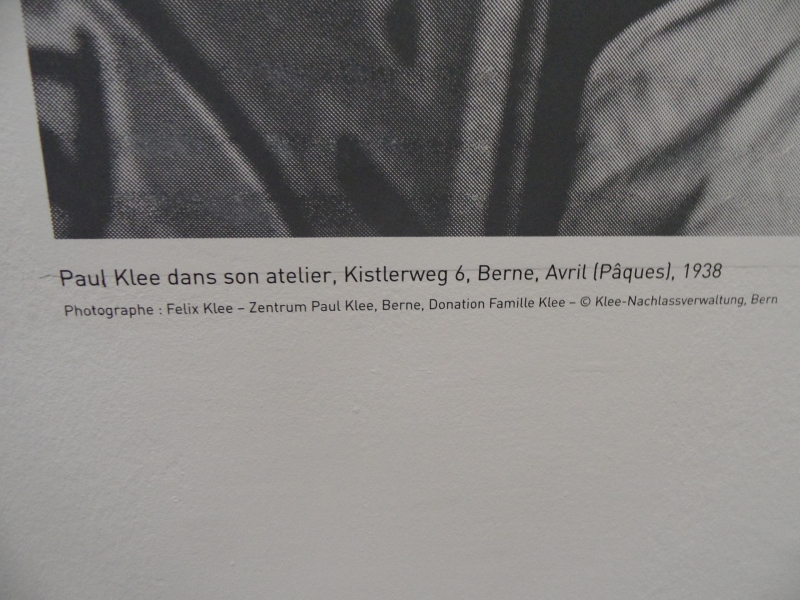 Paul Klee dans son atelier, Kistlerweg 6, Berne, Avril (Pâques), 1938
Photographe : Felix Klee – Zentrum Paul Klee, Berne, Donation Famille Klee – © Klee-Nachlassverwaltung, Bern